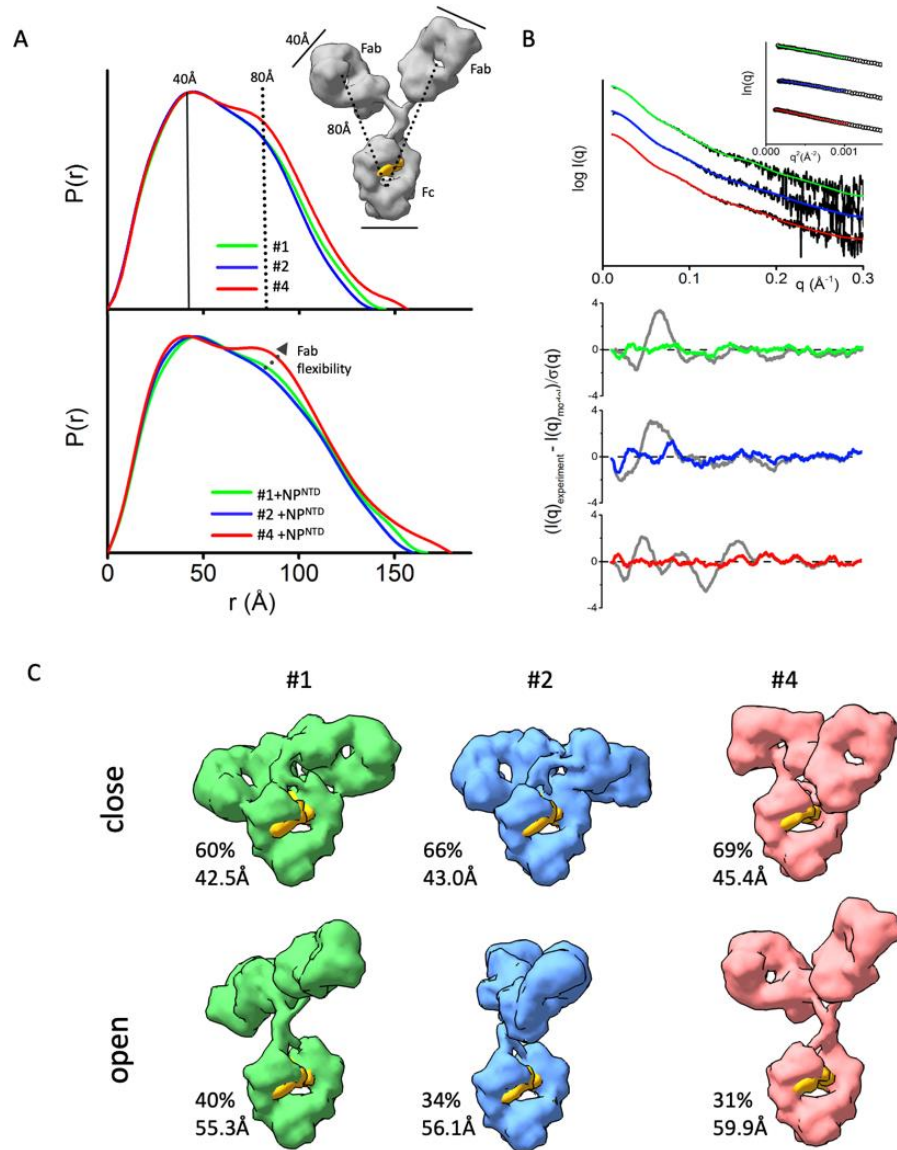 A
40Å
80Å
P(r)
#1
#2
#4
40Å
Fab
Fab
80Å
Fc
P(r)
Fab
flexibility
#1+NP^NTD
#2 +NP^NTD
#4 +NP^NTD
0 50 100 150
r (Å)
B
log I(q)
ln(q)
0.000 0.001
q²(Å⁻²)
0.0 0.1 0.2 0.3
q (Å⁻¹)
4
0
-4
4
0
-4
4
0
-4
(I(q)experiment - I(q)model)/σ(q)
C
#1 #2 #4
close
60%
42.5Å
66%
43.0Å
69%
45.4Å
open
40%
55.3Å
34%
56.1Å
31%
59.9Å